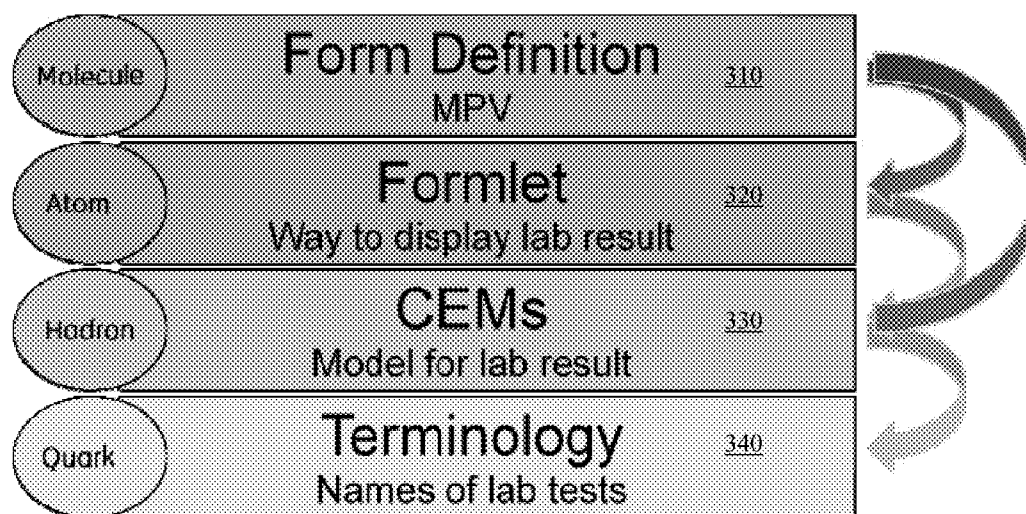 Molecule
Form Definition
MPV
310
Atom
Formlet
Way to display lab result
320
Hadron
CEMs
Model for lab result
330
Quark
Terminology
Names of lab tests
340